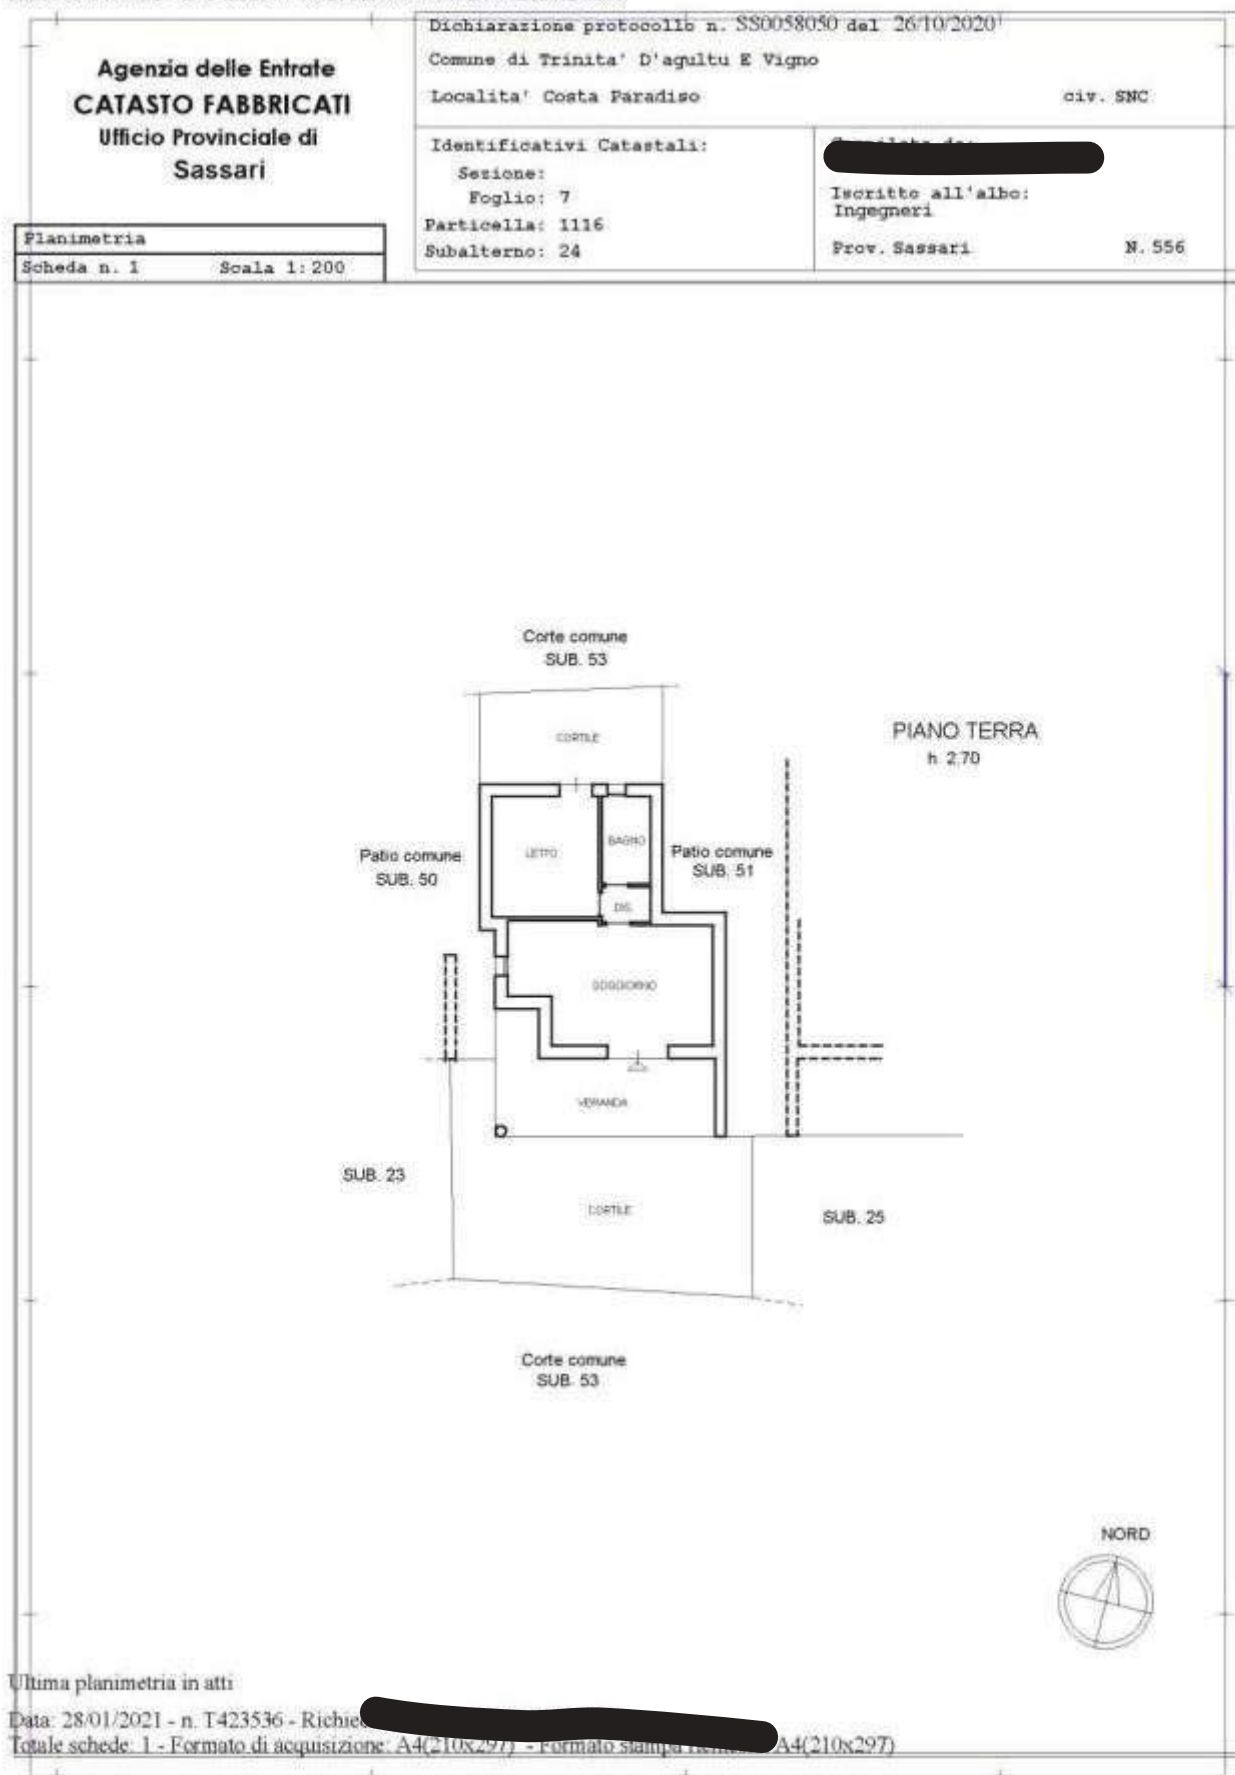 Agenzia delle Entrate
CATASTO FABBRICATI
Ufficio Provinciale di
Sassari
Planimetria
Scheda n. 1 Scala 1:200
Dichiarazione protocollo n. SS0058050 del 26/10/2020
Comune di Trinita' D'agultu E Vigno
Localita' Costa Paradiso civ. SNC
Identificativi Catastali:
Sezione:
Foglio: 7
Particella: 1116
Subalterno: 24
Iscritto all'albo:
Ingegneri
Prov. Sassari N. 556
Corte comune
SUB. 53
CORTILE
PIANO TERRA
h. 2.70
LETTO
BAGNO
Patio comune
SUB. 50
Patio comune
SUB. 51
DIS.
SOGGIORNO
VERANDA
SUB. 23
CORTILE
SUB. 25
Corte comune
SUB. 53
NORD
Ultima planimetria in atti
Data: 28/01/2021 - n. T423536 -
Totale schede: 1 - Formato di acquisizione: A4(210x297) - Formato stampa A4(210x297)